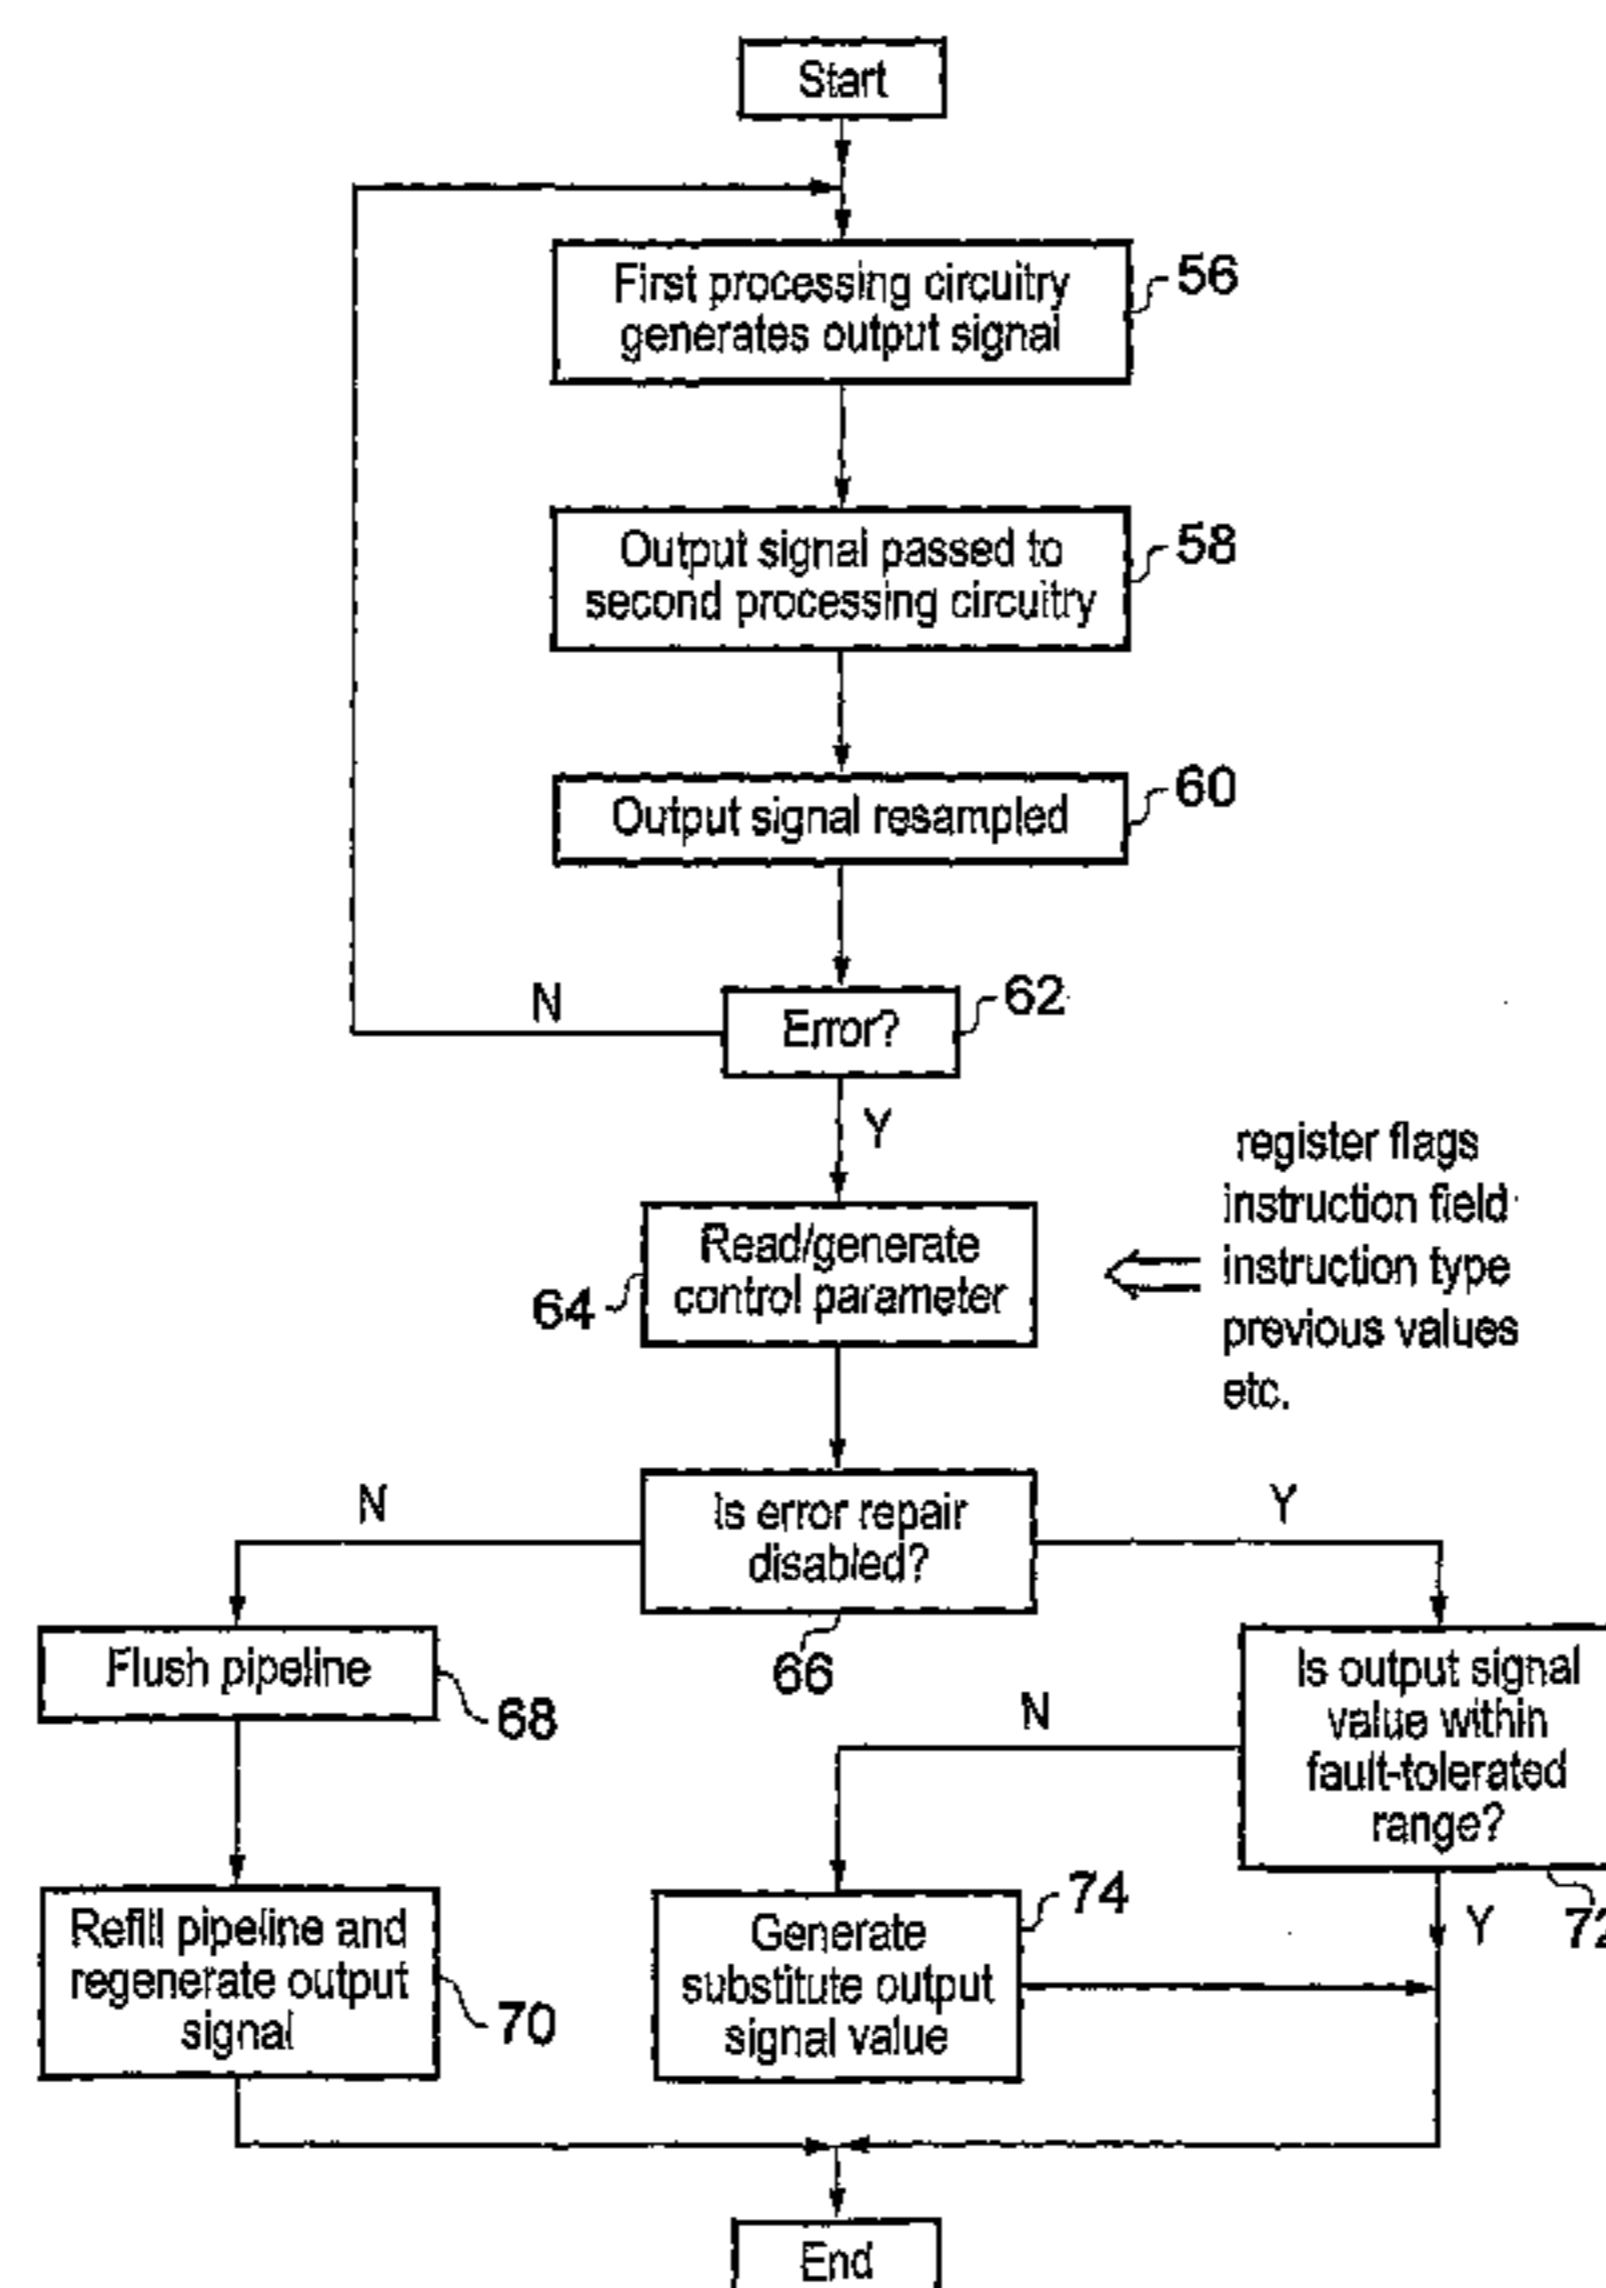 Start
First processing circuitry
generates output signal
56
Output signal passed to
second processing circuitry
58
Output signal resampled
60
Error?
62
N
Y
Read/generate
control parameter
64
register flags
instruction field
instruction type
previous values
etc.
Is error repair
disabled?
66
N
Y
Flush pipeline
68
Is output signal
value within
fault-tolerated
range?
72
N
Y
Refill pipeline and
regenerate output
signal
70
Generate
substitute output
signal value
74
End